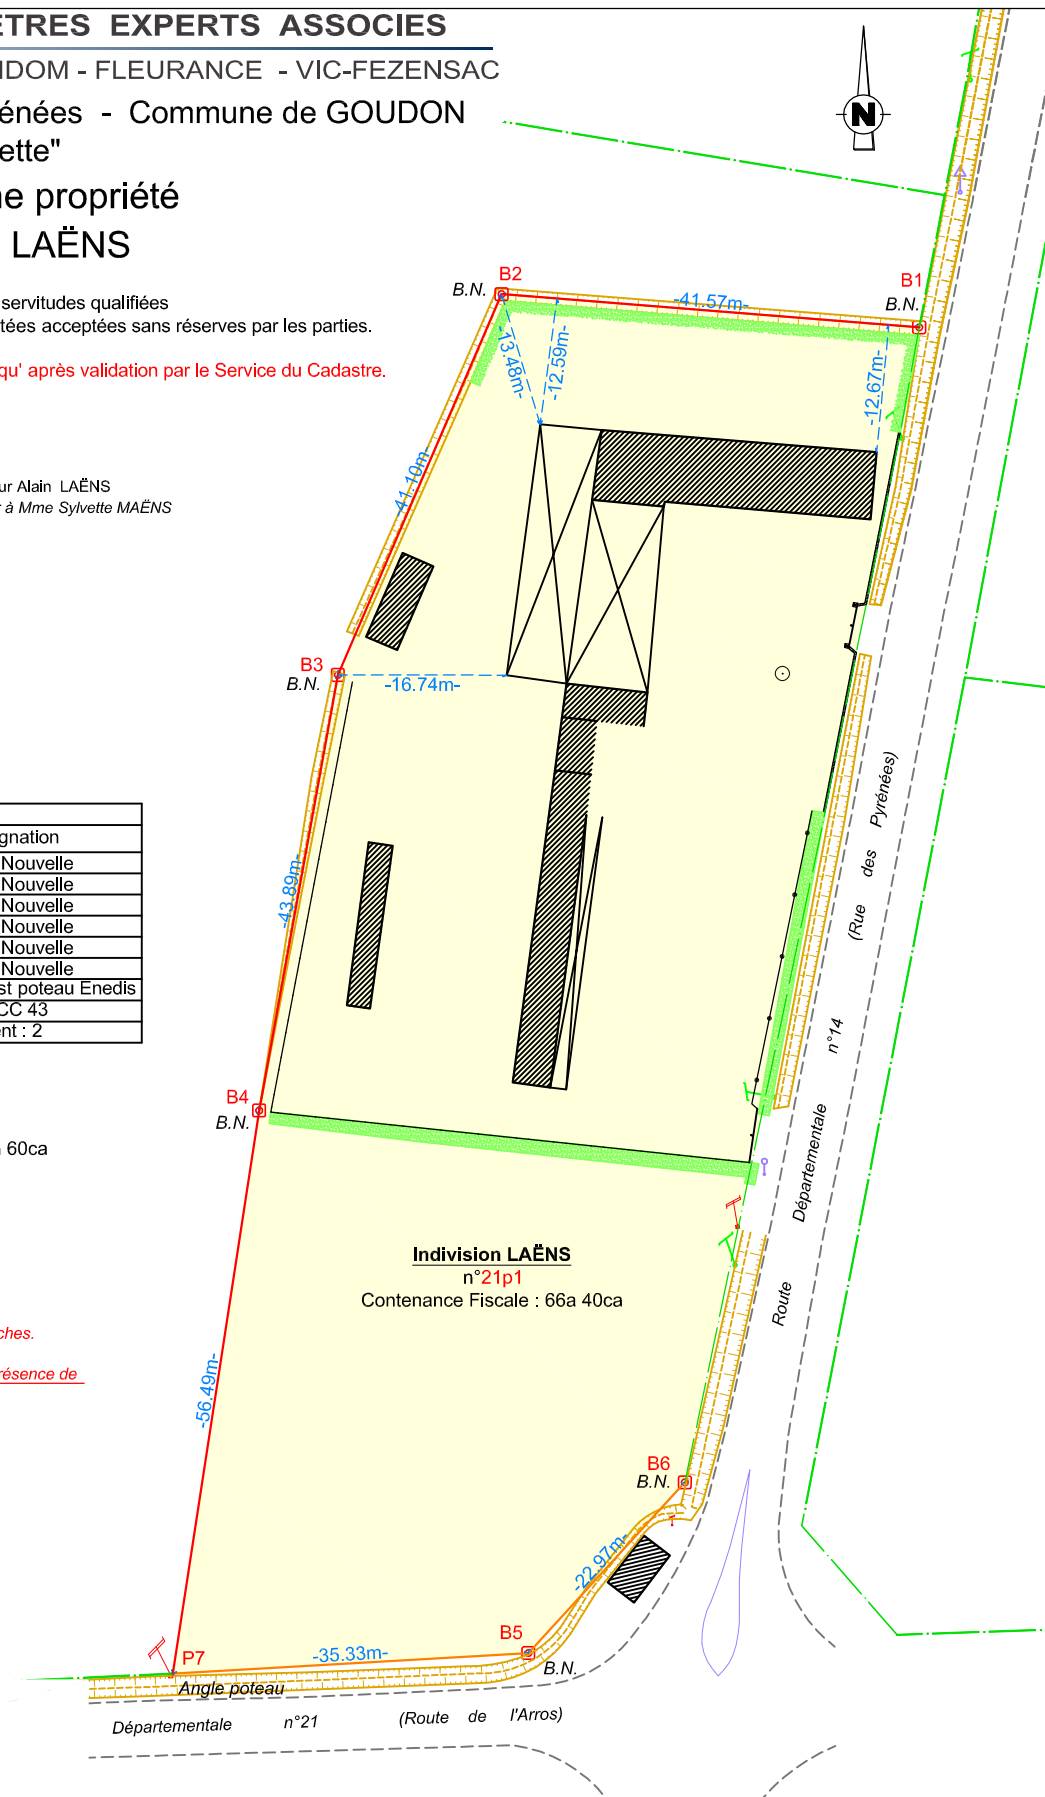 ETRES EXPERTS ASSOCIES
NDOM - FLEURANCE - VIC-FEZENSAC
énées - Commune de GOUDON
ette"
ne propriété
LAËNS
servitudes qualifiées
tées acceptées sans réserves par les parties.
qu' après validation par le Service du Cadastre.
ur Alain LAËNS
r à Mme Sylvette MAËNS
N
B2
B.N.
B1
B.N.
-41.57m-
-13.48m-
-12.59m-
-12.67m-
-41.10m-
B3
B.N.
-16.74m-
(Rue des Pyrénées)
gnation
Nouvelle
Nouvelle
Nouvelle
Nouvelle
Nouvelle
Nouvelle
st poteau Enedis
CC 43
ent : 2
-43.89m-
Route Départementale n°14
B4
B.N.
60ca
Indivision LAËNS
n°21p1
Contenance Fiscale : 66a 40ca
ches.
résence de
-56.49m-
B6
B.N.
-22.97m-
B5
B.N.
-35.33m-
P7
Angle poteau
Départementale n°21 (Route de l'Arros)